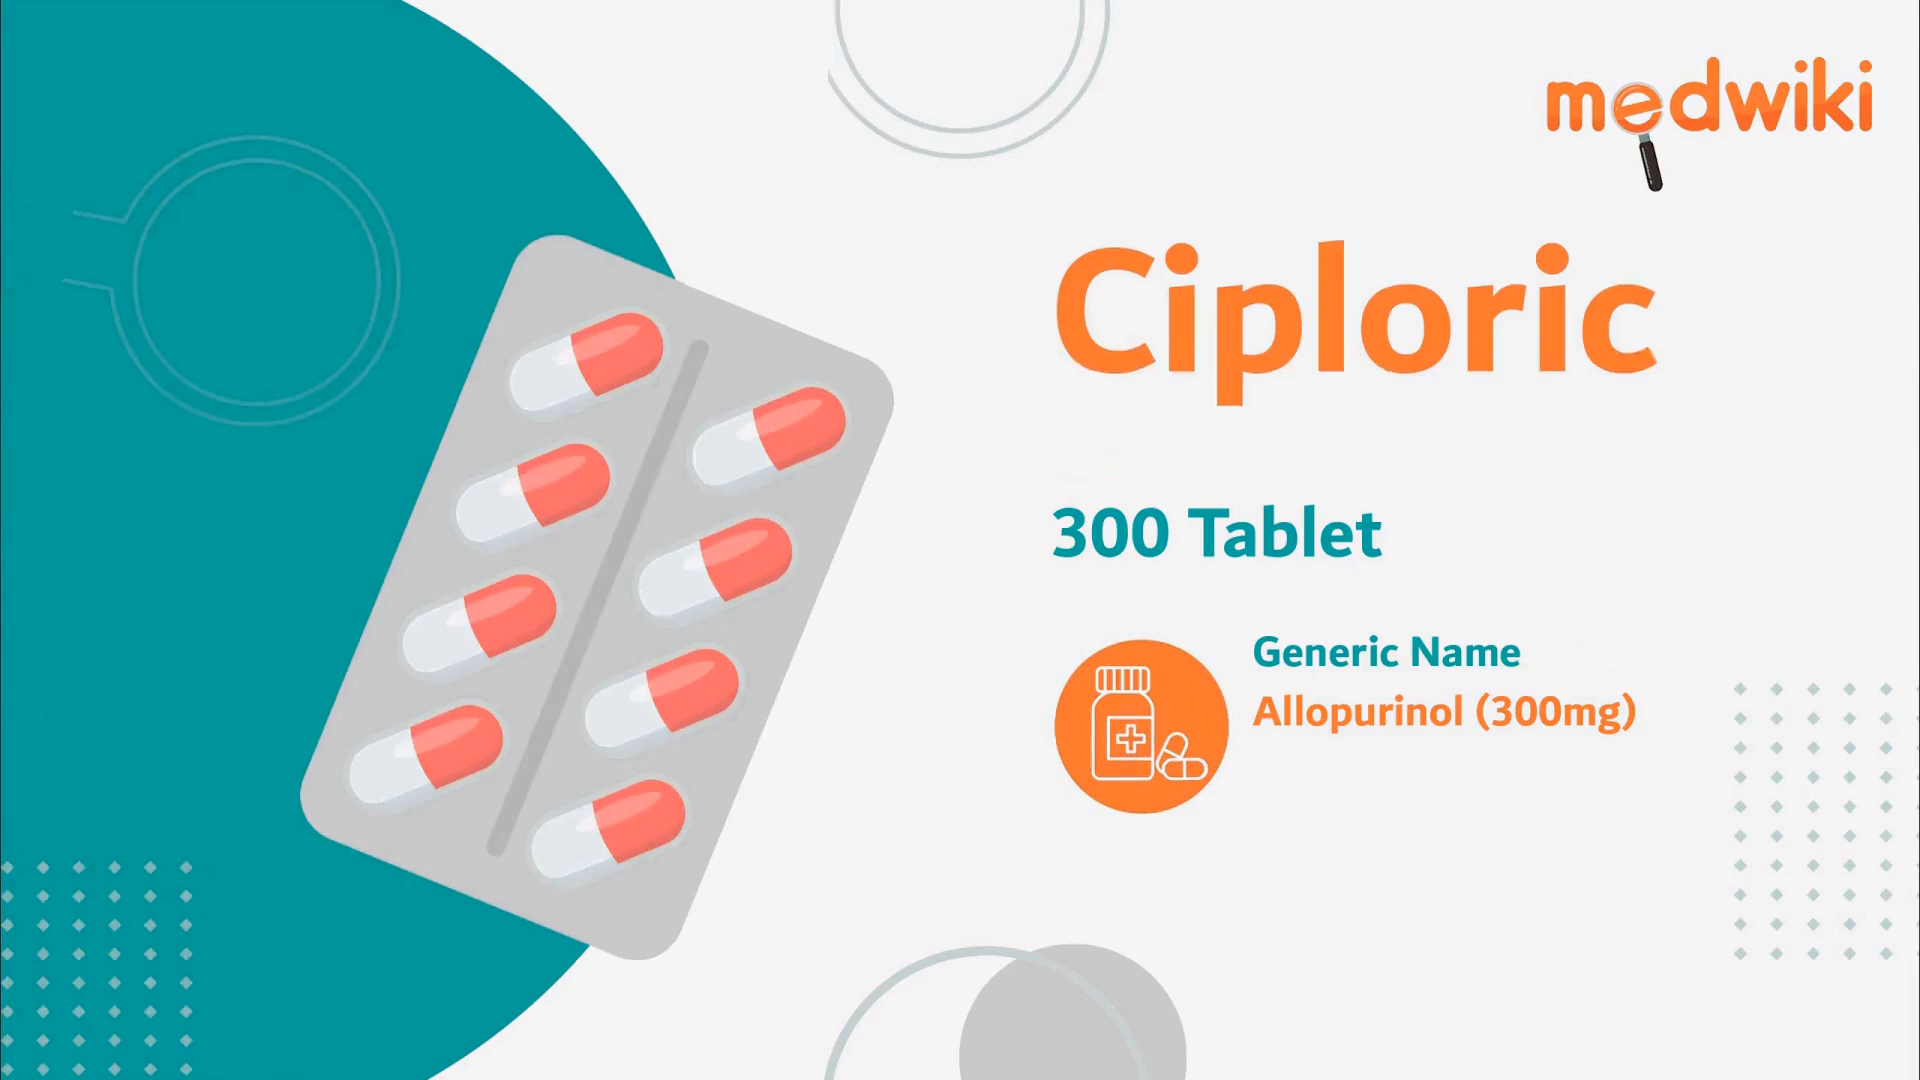 medwiki
Ciploric
300 Tablet
Generic Name
Allopurinol (300mg)